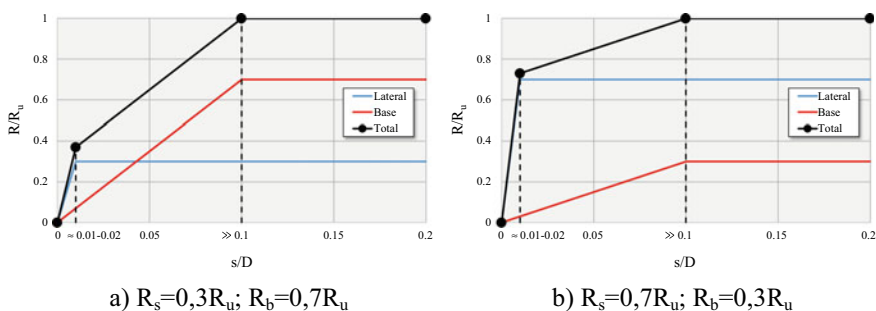 1
0.8
0.6
0.4
0.2
0
R/Ru
Lateral
Base
Total
0 ≈ 0.01-0.02 0.05 ≫ 0.1 0.15 0.2
s/D
a) Rs=0,3Ru; Rb=0,7Ru
1
0.8
0.6
0.4
0.2
0
R/Ru
Lateral
Base
Total
0 ≈ 0.01-0.02 0.05 ≫ 0.1 0.15 0.2
s/D
b) Rs=0,7Ru; Rb=0,3Ru